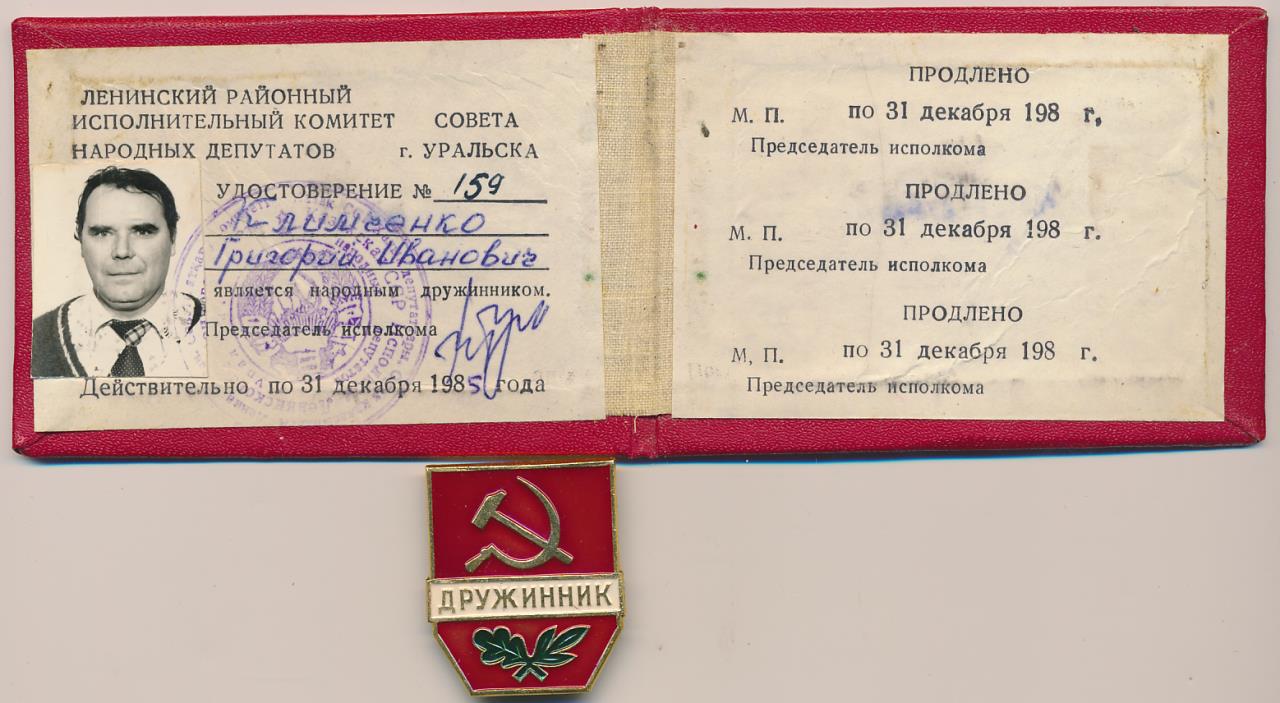 ЛЕНИНСКИЙ РАЙОННЫЙ
ИСПОЛНИТЕЛЬНЫЙ КОМИТЕТ СОВЕТА
НАРОДНЫХ ДЕПУТАТОВ г. УРАЛЬСКА
УДОСТОВЕРЕНИЕ № 159
Климченко
Григорий Иванович
является народным дружинником.
Председатель исполкома
Действительно по 31 декабря 1985 года
ПРОДЛЕНО
М. П. по 31 декабря 198 г.
Председатель исполкома
ПРОДЛЕНО
М. П. по 31 декабря 198 г.
Председатель исполкома
ПРОДЛЕНО
М, П. по 31 декабря 198 г.
Председатель исполкома
ДРУЖИННИК